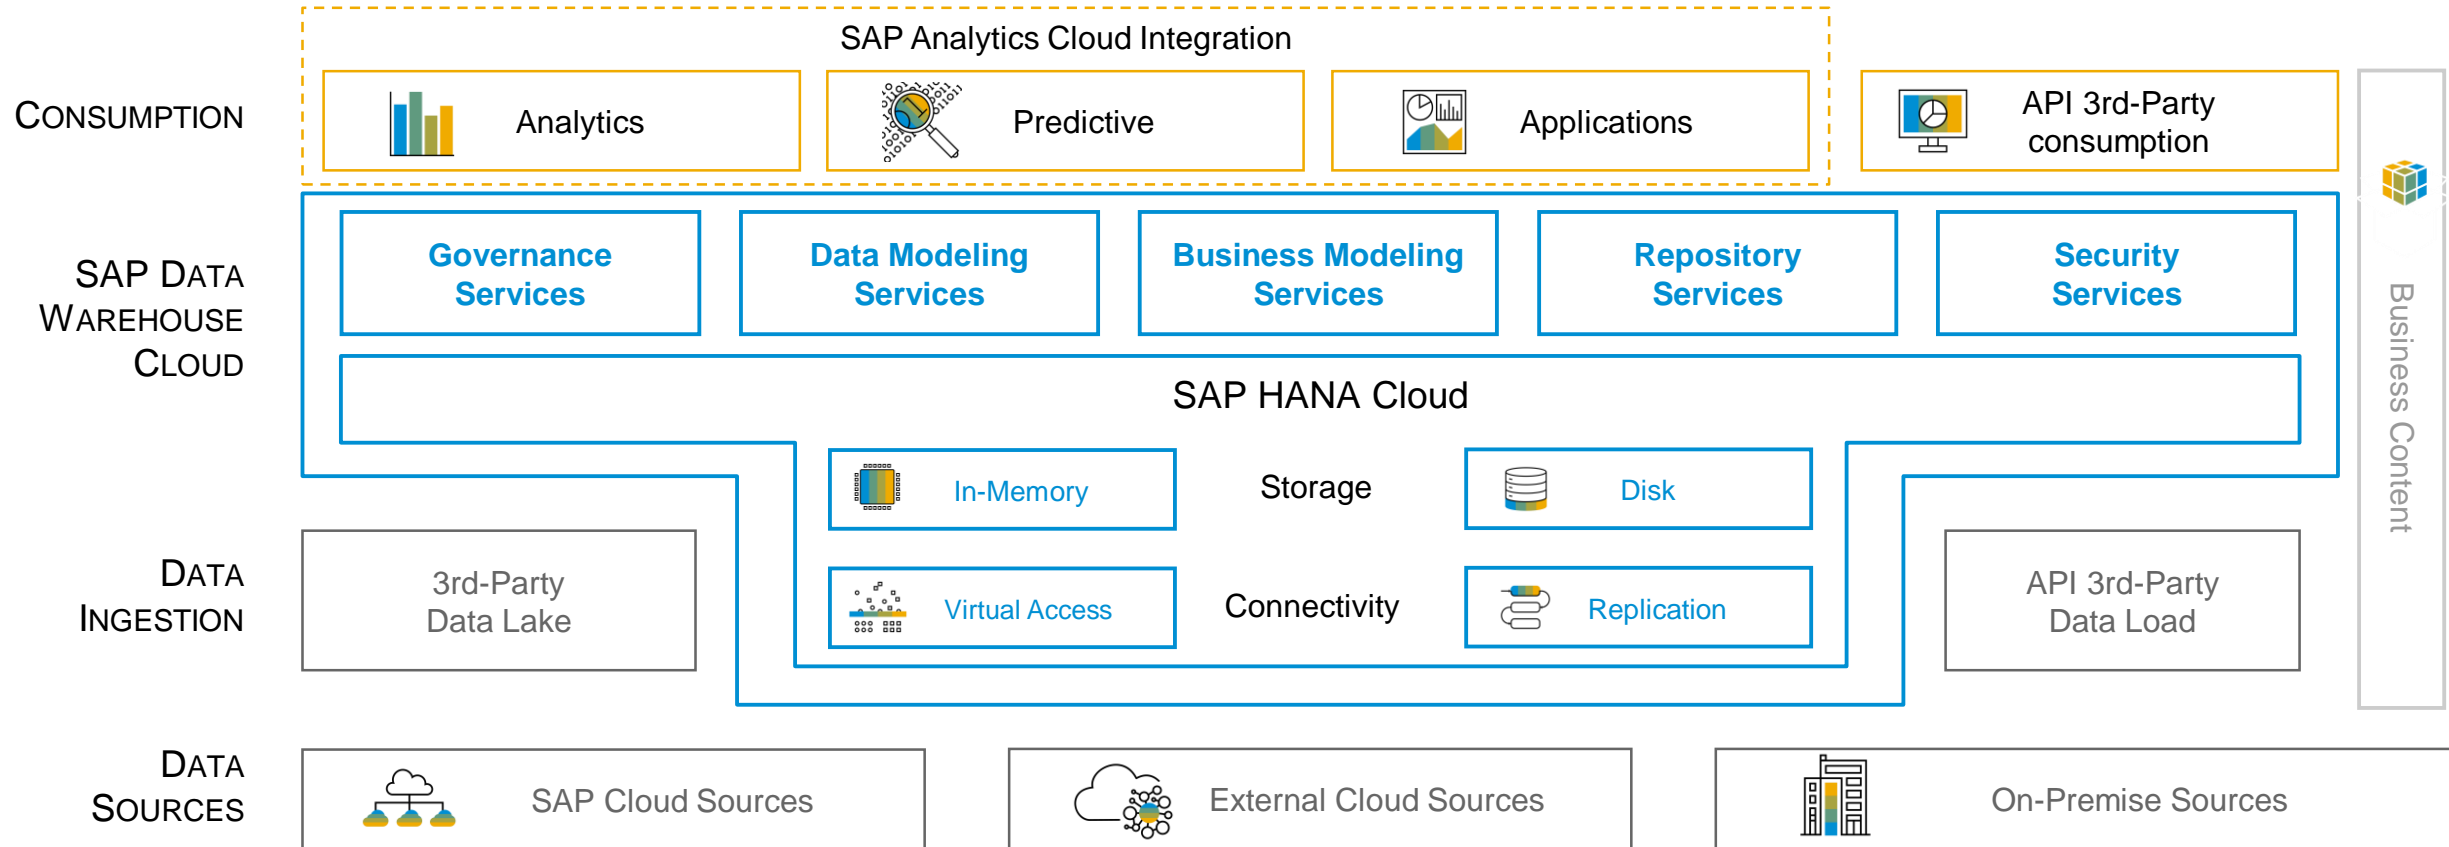 SAP Analytics Cloud Integration
CONSUMPTION
Analytics
Predictive
Applications
API 3rd-Party
consumption
SAP DATA
WAREHOUSE
CLOUD
Governance
Services
Data Modeling
Services
Business Modeling
Services
Repository
Services
Security
Services
SAP HANA Cloud
In-Memory
Storage
Disk
DATA
INGESTION
3rd-Party
Data Lake
Virtual Access
Connectivity
Replication
API 3rd-Party
Data Load
Business Content
DATA
SOURCES
SAP Cloud Sources
External Cloud Sources
On-Premise Sources